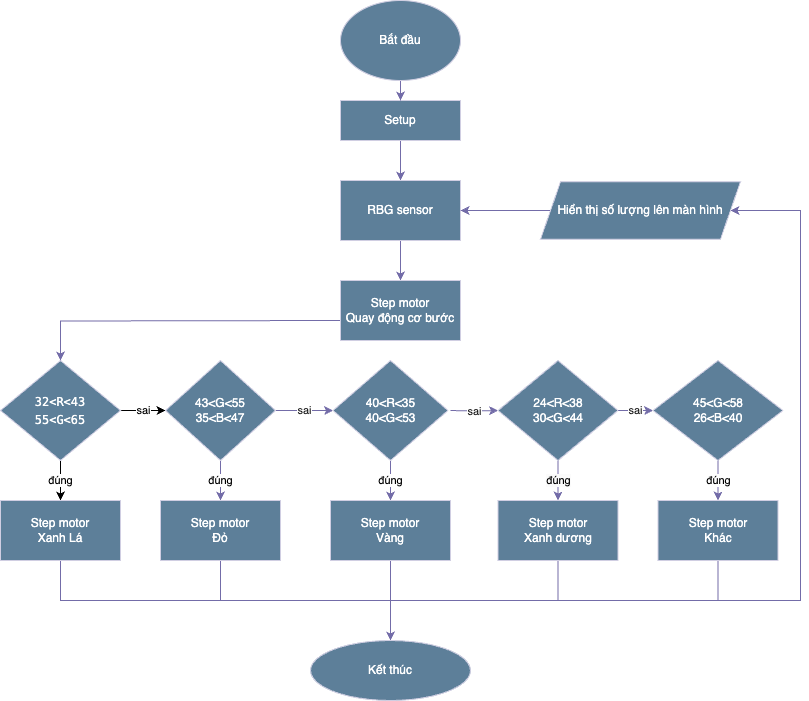 Bắt đầu
Setup
RBG sensor
Hiển thị số lượng lên màn hình
Step motor
Quay động cơ bước
32<R<43
55<G<65
sai
43<G<55
35<B<47
sai
40<R<35
40<G<53
sai
24<R<38
30<G<44
sai
45<G<58
26<B<40
đúng
đúng
đúng
đúng
đúng
Step motor
Xanh Lá
Step motor
Đỏ
Step motor
Vàng
Step motor
Xanh dương
Step motor
Khác
Kết thúc